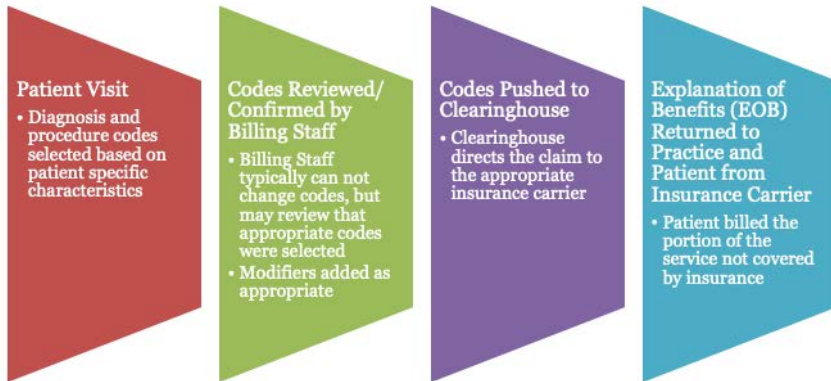 Patient Visit
• Diagnosis and
procedure codes
selected based on
patient specific
characteristics
Codes Reviewed/
Confirmed by
Billing Staff
• Billing Staff
typically can not
change codes, but
may review that
appropriate codes
were selected
• Modifiers added as
appropriate
Codes Pushed to
Clearinghouse
• Clearinghouse
directs the claim to
the appropriate
insurance carrier
Explanation of
Benefits (EOB)
Returned to
Practice and
Patient from
Insurance Carrier
• Patient billed the
portion of the
service not covered
by insurance